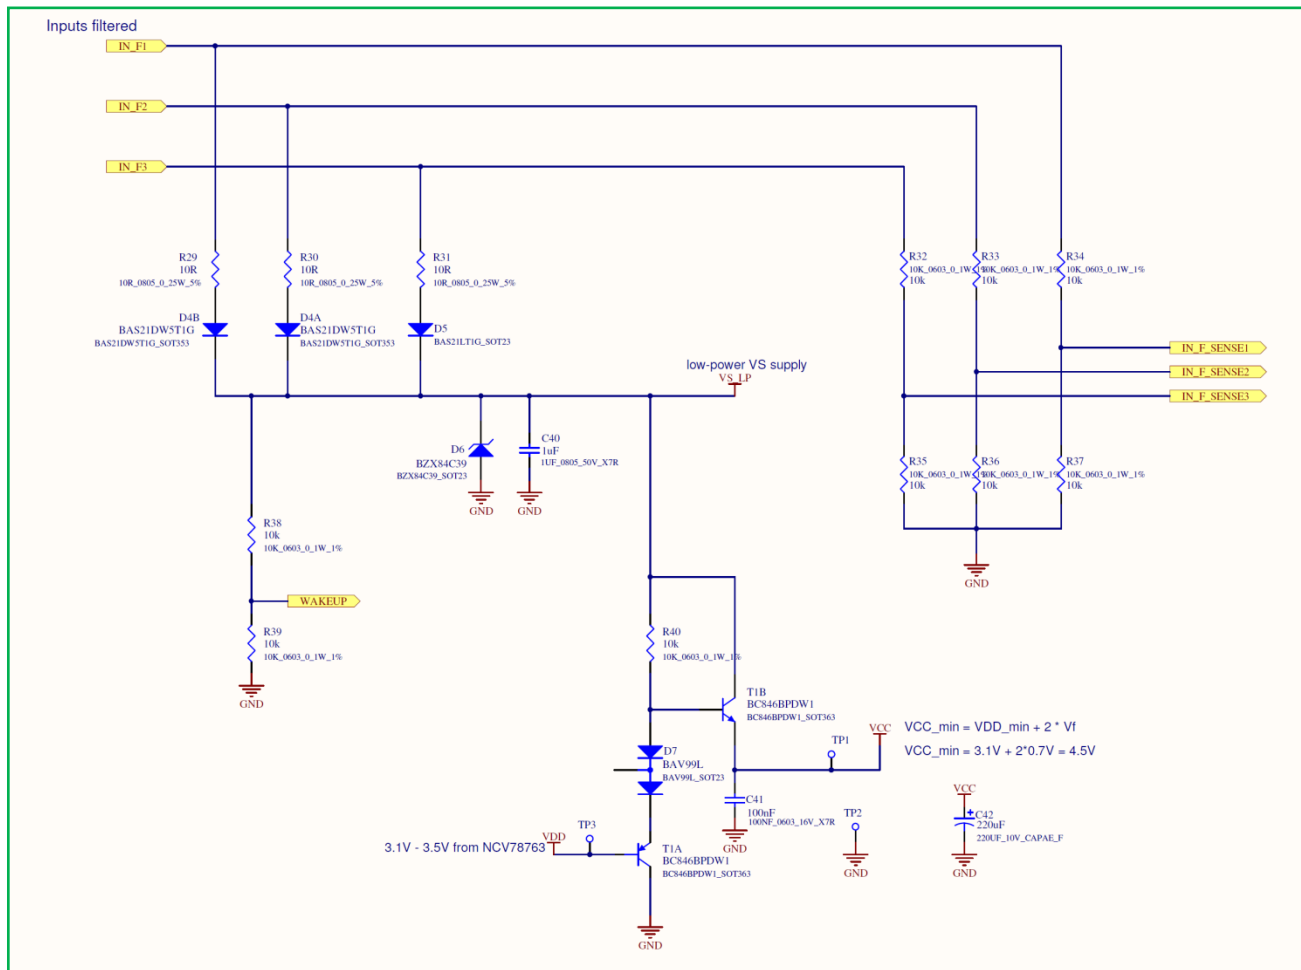 Inputs filtered
IN_F1
IN_F2
IN_F3
R29
10R
10R_0805_0_25W_5%
R30
10R
10R_0805_0_25W_5%
R31
10R
10R_0805_0_25W_5%
R32
10K_0603_0_1W_1%
10k
R33
10K_0603_0_1W_1%
10k
R34
10K_0603_0_1W_1%
10k
D4B
BAS21DW5T1G
BAS21DW5T1G_SOT353
D4A
BAS21DW5T1G
BAS21DW5T1G_SOT353
D5
BAS21LT1G_SOT23
IN_F_SENSE1
IN_F_SENSE2
IN_F_SENSE3
low-power VS supply
VS_LP
D6
BZX84C39
BZX84C39_SOT23
GND
C40
1uF
1UF_0805_50V_X7R
GND
R35
10K_0603_0_1W_1%
10k
R36
10K_0603_0_1W_1%
10k
R37
10K_0603_0_1W_1%
10k
GND
R38
10k
10K_0603_0_1W_1%
WAKEUP
R39
10k
10K_0603_0_1W_1%
GND
R40
10k
10K_0603_0_1W_1%
T1B
BC846BPDW1
BC846BPDW1_SOT363
D7
BAV99L
BAV99L_SOT23
TP1
VCC
VCC_min = VDD_min + 2 * Vf
VCC_min = 3.1V + 2*0.7V = 4.5V
C41
100nF
100NF_0603_16V_X7R
GND
TP2
GND
VCC
C42
220uF
220UF_10V_CAPAE_F
GND
3.1V - 3.5V from NCV78763
VDD
TP3
T1A
BC846BPDW1
BC846BPDW1_SOT363
GND